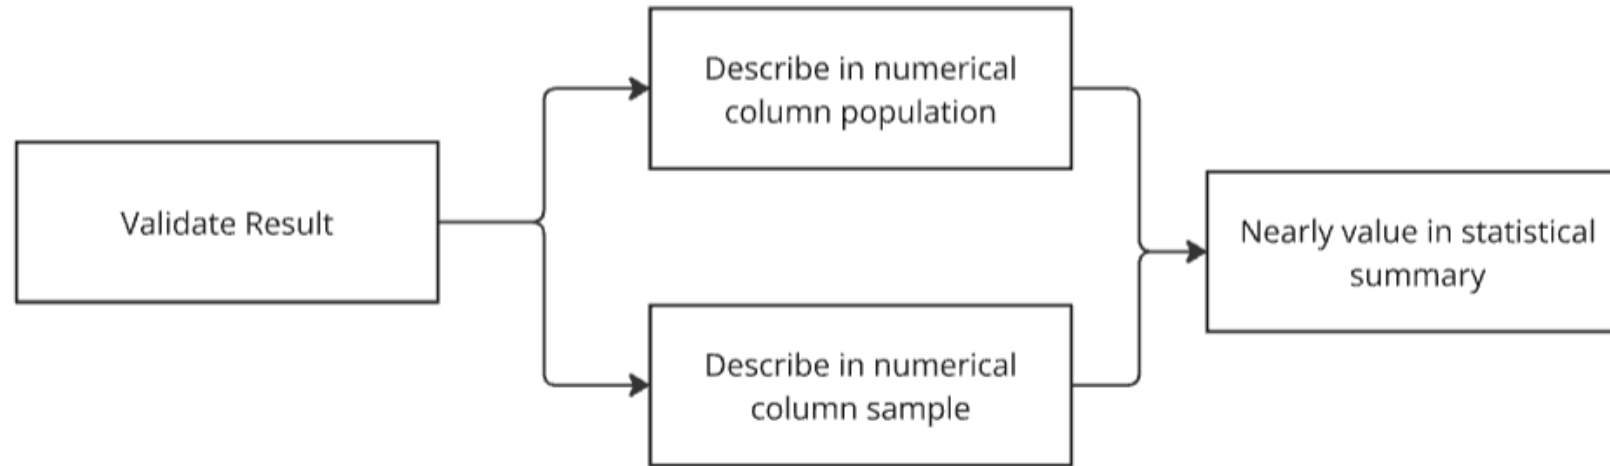 Validate Result
Describe in numerical
column population
Describe in numerical
column sample
Nearly value in statistical
summary